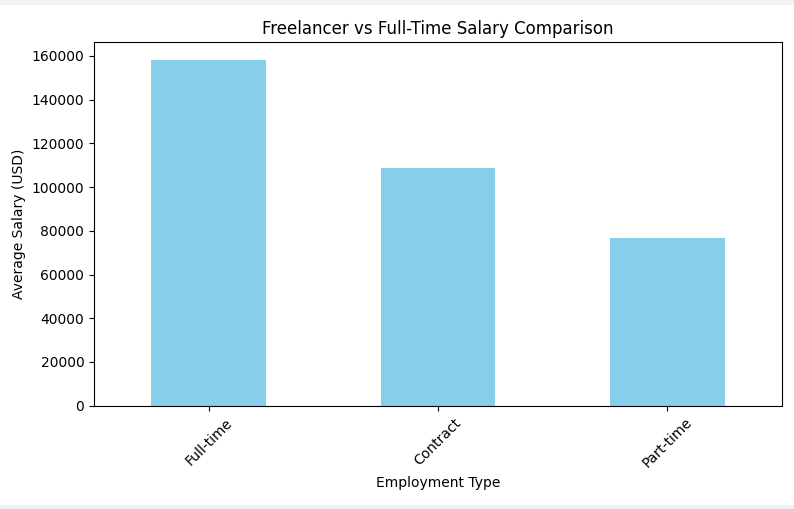 Freelancer vs Full-Time Salary Comparison
160000
140000
120000
100000
80000
60000
40000
20000
0
Average Salary (USD)
Full-time
Contract
Part-time
Employment Type